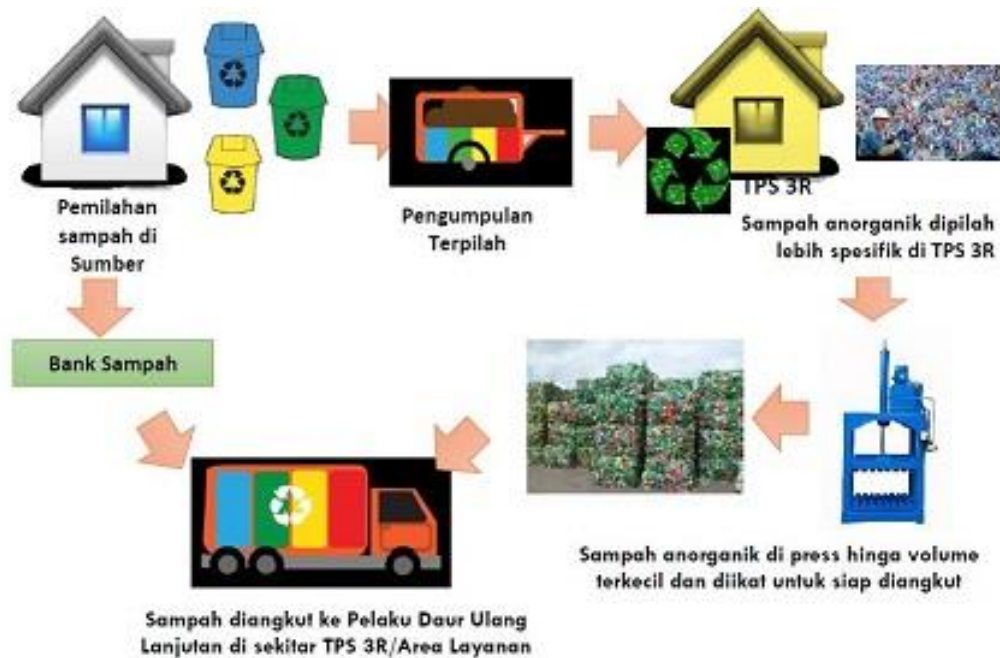 Pemilahan
sampah di
Sumber
Pengumpulan
Terpilah
TPS 3R
Sampah anorganik dipilah
lebih spesifik di TPS 3R
Bank Sampah
Sampah anorganik di press hinga volume
terkecil dan diikat untuk siap diangkut
Sampah diangkut ke Pelaku Daur Ulang
Lanjutan di sekitar TPS 3R/Area Layanan